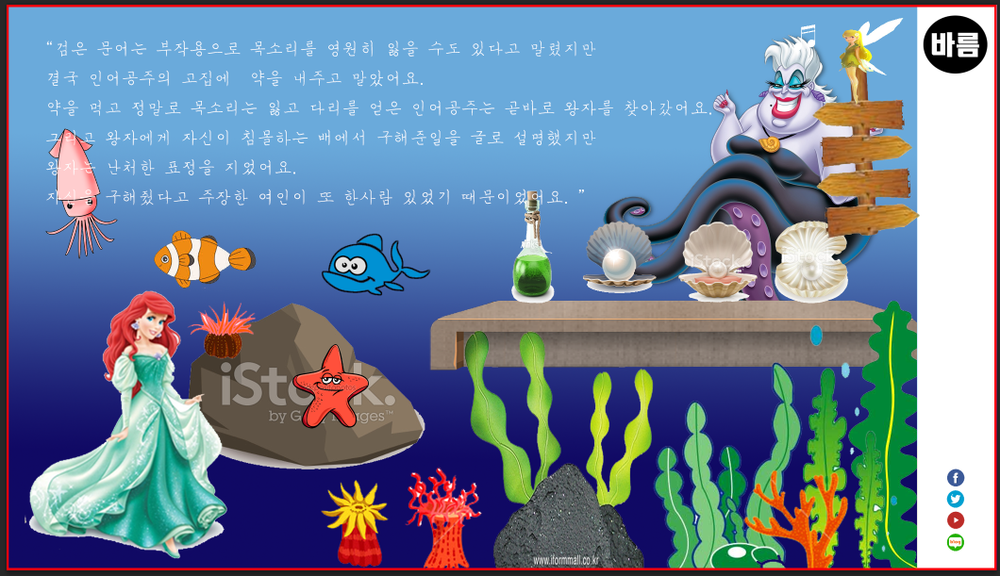 “ 검은 문어는 부작용으로 목소리를 영원히 잃을 수도 있다고 말렸지만
결국 인어공주의 고집에 약을 내주고 말았어요.
약을 먹고 정말로 목소리는 잃고 다리를 얻은 인어공주는 곧바로 왕자를 찾아갔어요.
그리고 왕자에게 자신이 침몰하는 배에서 구해준일을 글로 설명했지만
왕자는 난처한 표정을 지었어요.
자신을 구해줬다고 주장한 여인이 또 한사람 있었기 때문이었어요. ”
바름
iStock
iStock
iStock.
by Getty Images™
www.iformmall.co.kr
blog